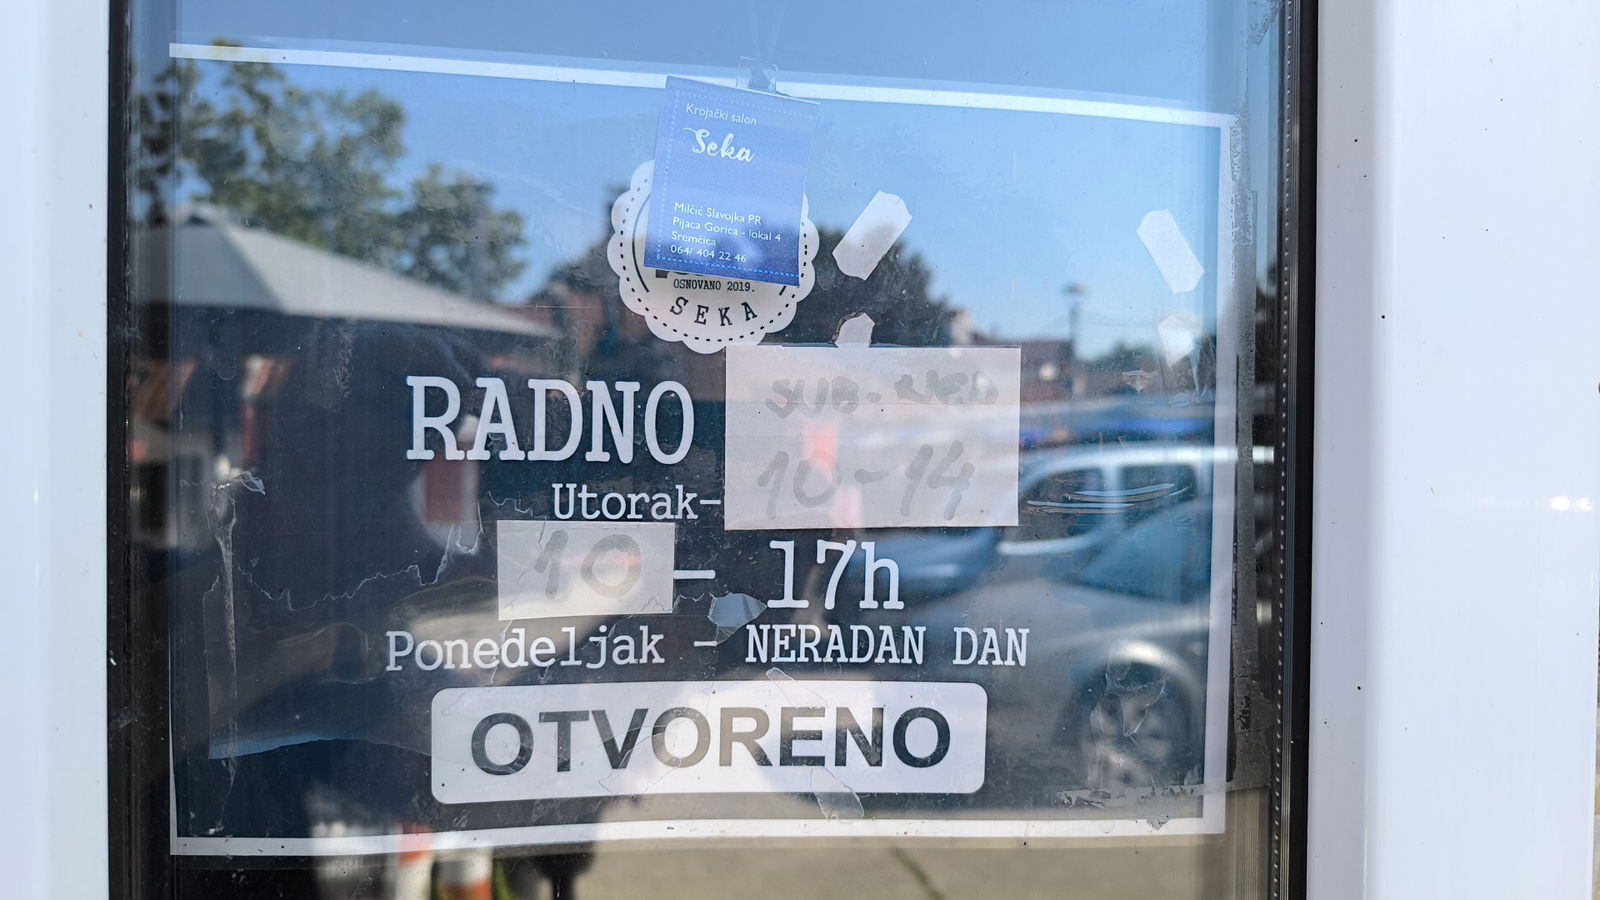 Krojački salon
Seka
Milčić Slavojka PR
Pijaca Gorica - lokal 4
Sremčica
064/ 404 22 46
OSNOVANO 2019.
SEKA
RADNO
SUB-NED
10-14
Utorak-
10 - 17h
Ponedeljak - NERADAN DAN
OTVORENO